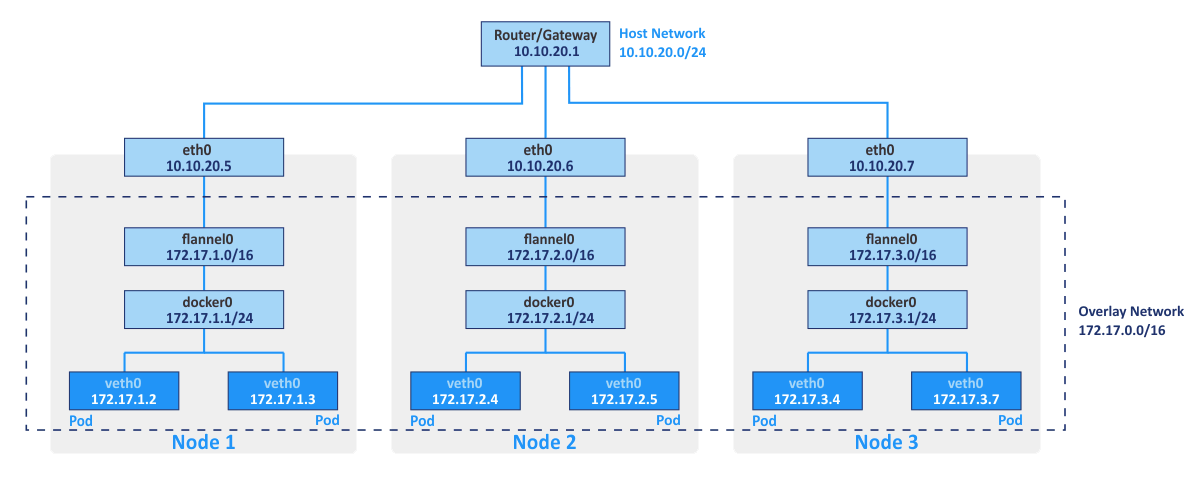 Router/Gateway
10.10.20.1
Host Network
10.10.20.0/24
eth0
10.10.20.5
eth0
10.10.20.6
eth0
10.10.20.7
flannel0
172.17.1.0/16
flannel0
172.17.2.0/16
flannel0
172.17.3.0/16
docker0
172.17.1.1/24
docker0
172.17.2.1/24
docker0
172.17.3.1/24
Overlay Network
172.17.0.0/16
veth0
172.17.1.2
veth0
172.17.1.3
veth0
172.17.2.4
veth0
172.17.2.5
veth0
172.17.3.4
veth0
172.17.3.7
Pod
Pod
Pod
Pod
Pod
Pod
Node 1
Node 2
Node 3